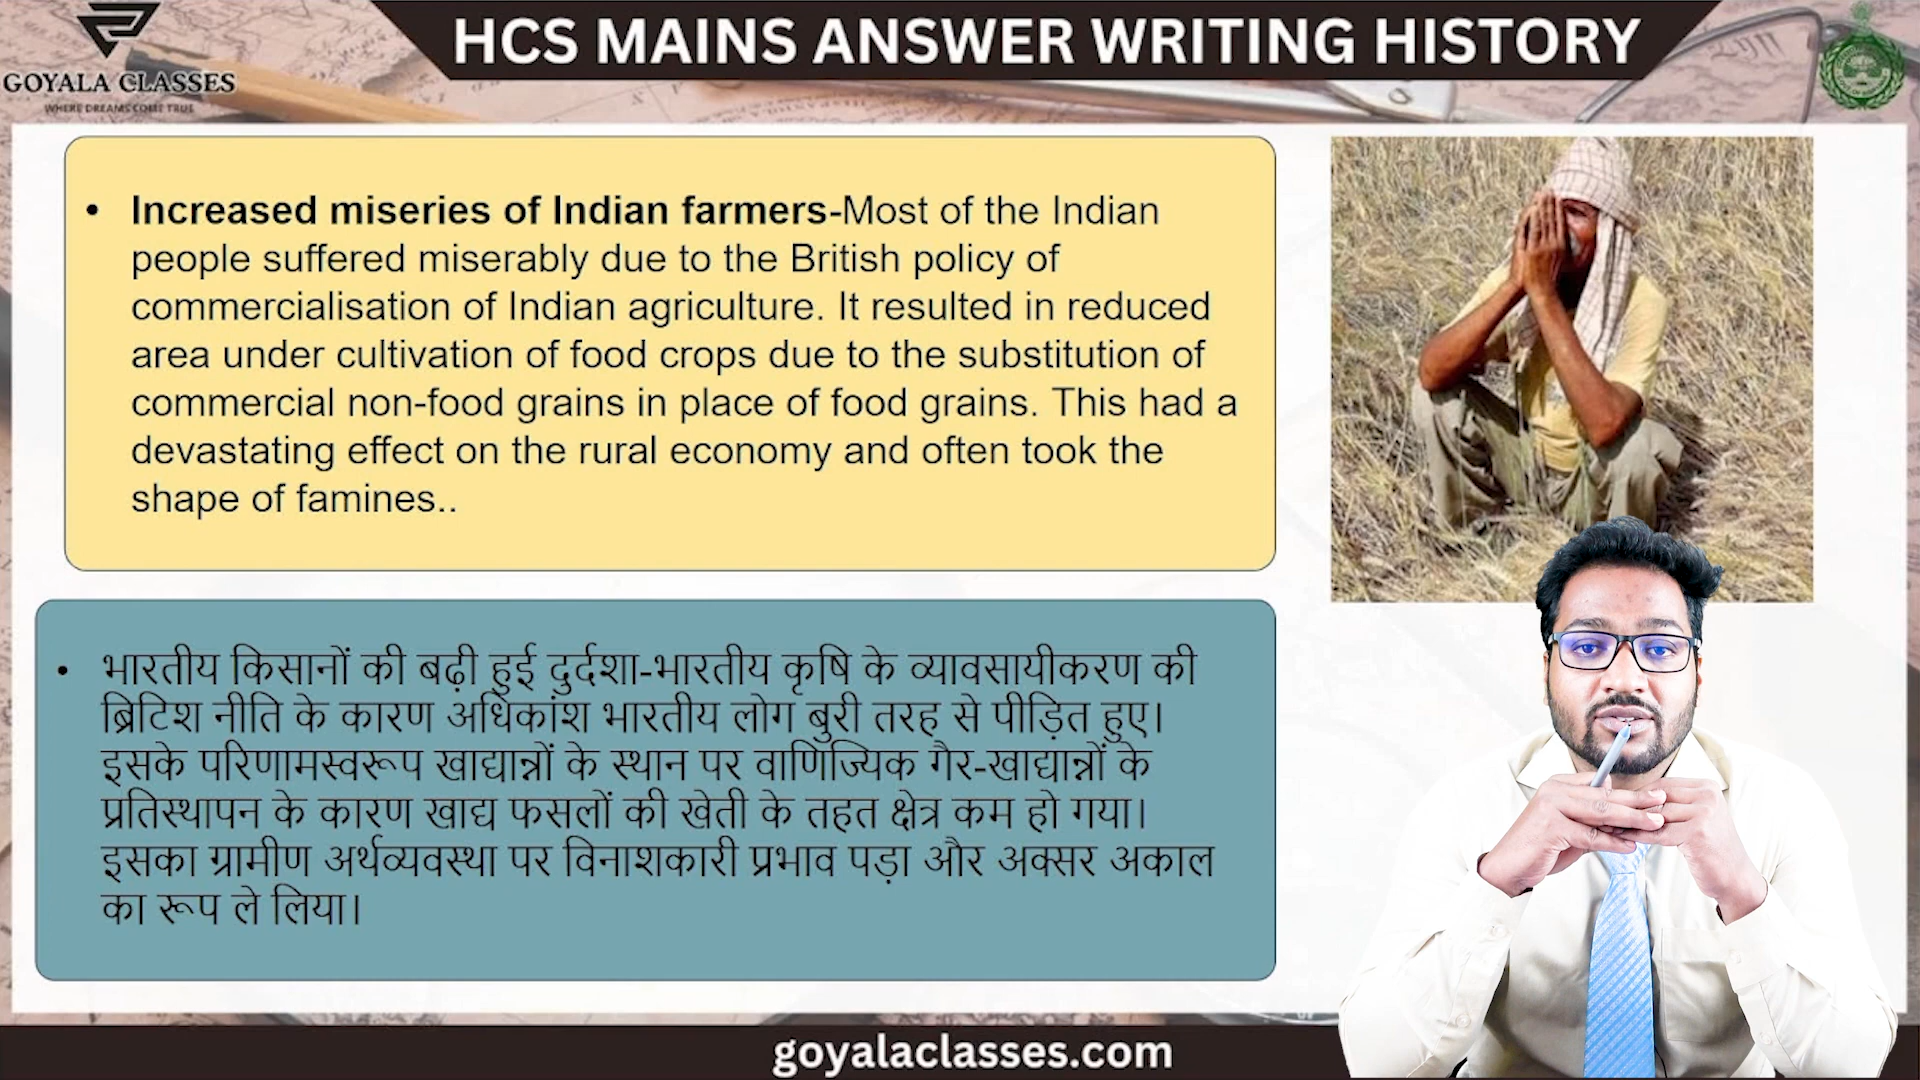 GOYALA CLASSES
WHERE DREAMS COME TRUE
HCS MAINS ANSWER WRITING HISTORY
• Increased miseries of Indian farmers-Most of the Indian
people suffered miserably due to the British policy of
commercialisation of Indian agriculture. It resulted in reduced
area under cultivation of food crops due to the substitution of
commercial non-food grains in place of food grains. This had a
devastating effect on the rural economy and often took the
shape of famines..
• भारतीय किसानों की बढ़ी हुई दुर्दशा-भारतीय कृषि के व्यावसायीकरण की
ब्रिटिश नीति के कारण अधिकांश भारतीय लोग बुरी तरह से पीड़ित हुए।
इसके परिणामस्वरूप खाद्यान्नों के स्थान पर वाणिज्यिक गैर-खाद्यान्नों के
प्रतिस्थापन के कारण खाद्य फसलों की खेती के तहत क्षेत्र कम हो गया।
इसका ग्रामीण अर्थव्यवस्था पर विनाशकारी प्रभाव पड़ा और अक्सर अकाल
का रूप ले लिया।
goyalaclasses.com